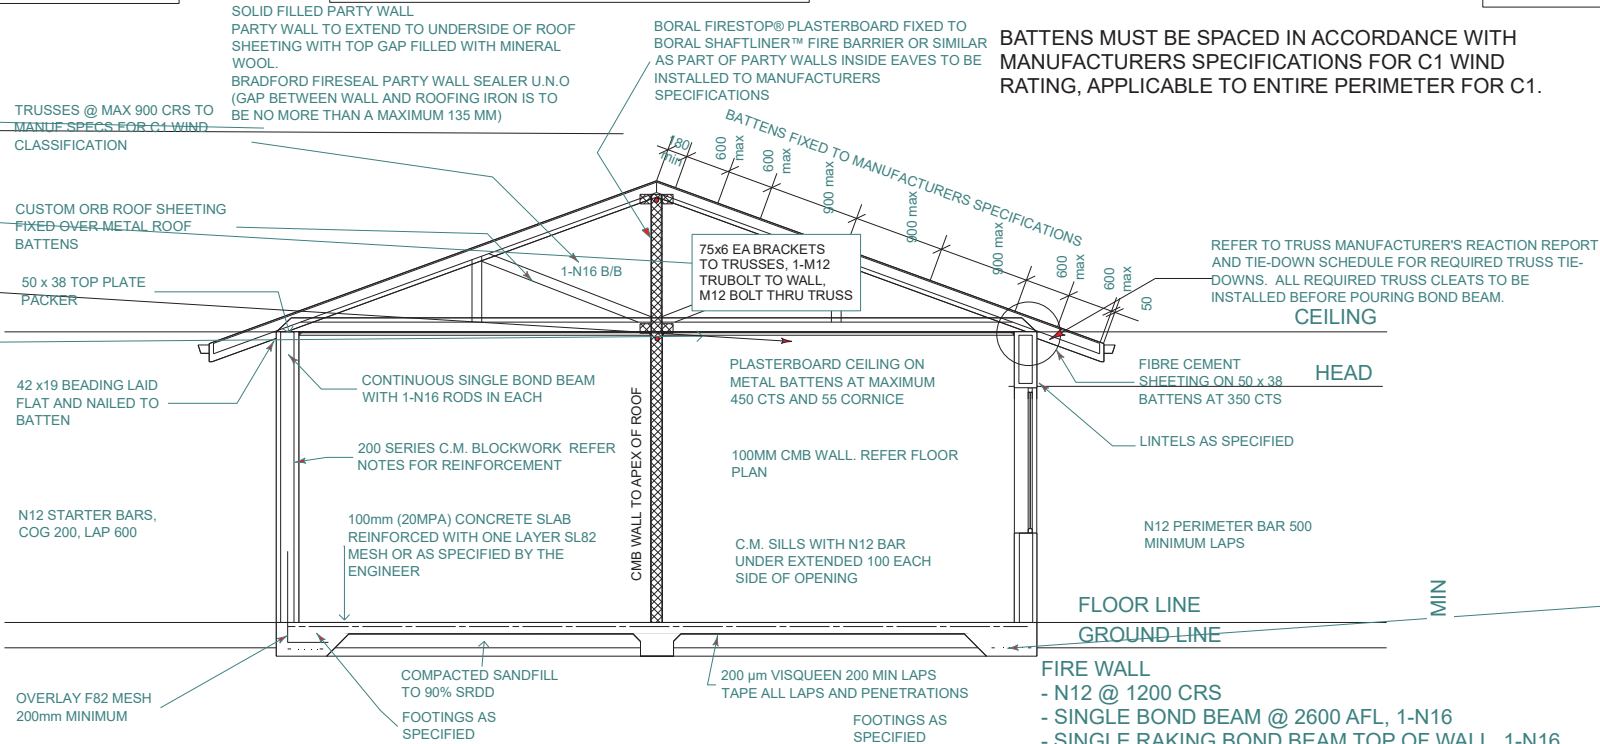 SOLID FILLED PARTY WALL
PARTY WALL TO EXTEND TO UNDERSIDE OF ROOF
SHEETING WITH TOP GAP FILLED WITH MINERAL
WOOL.
BRADFORD FIRESEAL PARTY WALL SEALER U.N.O
(GAP BETWEEN WALL AND ROOFING IRON IS TO
BE NO MORE THAN A MAXIMUM 135 MM)
BORAL FIRESTOP® PLASTERBOARD FIXED TO
BORAL SHAFTLINER™ FIRE BARRIER OR SIMILAR
AS PART OF PARTY WALLS INSIDE EAVES TO BE
INSTALLED TO MANUFACTURERS
SPECIFICATIONS
BATTENS MUST BE SPACED IN ACCORDANCE WITH
MANUFACTURERS SPECIFICATIONS FOR C1 WIND
RATING, APPLICABLE TO ENTIRE PERIMETER FOR C1.
TRUSSES @ MAX 900 CRS TO
MANUF SPECS FOR C1 WIND
CLASSIFICATION
BATTENS FIXED TO MANUFACTURERS SPECIFICATIONS
180
min
600
max
600
max
900 max
900 max
900 max
600
max
600
max
50
CUSTOM ORB ROOF SHEETING
FIXED OVER METAL ROOF
BATTENS
1-N16 B/B
75x6 EA BRACKETS
TO TRUSSES, 1-M12
TRUBOLT TO WALL,
M12 BOLT THRU TRUSS
REFER TO TRUSS MANUFACTURER'S REACTION REPORT
AND TIE-DOWN SCHEDULE FOR REQUIRED TRUSS TIE-
DOWNS. ALL REQUIRED TRUSS CLEATS TO BE
INSTALLED BEFORE POURING BOND BEAM.
50 x 38 TOP PLATE
PACKER
CEILING
42 x19 BEADING LAID
FLAT AND NAILED TO
BATTEN
CONTINUOUS SINGLE BOND BEAM
WITH 1-N16 RODS IN EACH
PLASTERBOARD CEILING ON
METAL BATTENS AT MAXIMUM
450 CTS AND 55 CORNICE
FIBRE CEMENT
SHEETING ON 50 x 38
BATTENS AT 350 CTS
HEAD
200 SERIES C.M. BLOCKWORK REFER
NOTES FOR REINFORCEMENT
CMB WALL TO APEX OF ROOF
100MM CMB WALL. REFER FLOOR
PLAN
LINTELS AS SPECIFIED
N12 STARTER BARS,
COG 200, LAP 600
100mm (20MPA) CONCRETE SLAB
REINFORCED WITH ONE LAYER SL82
MESH OR AS SPECIFIED BY THE
ENGINEER
C.M. SILLS WITH N12 BAR
UNDER EXTENDED 100 EACH
SIDE OF OPENING
N12 PERIMETER BAR 500
MINIMUM LAPS
FLOOR LINE
GROUND LINE
MIN
OVERLAY F82 MESH
200mm MINIMUM
COMPACTED SANDFILL
TO 90% SRDD
FOOTINGS AS
SPECIFIED
200 µm VISQUEEN 200 MIN LAPS
TAPE ALL LAPS AND PENETRATIONS
FOOTINGS AS
SPECIFIED
FIRE WALL
- N12 @ 1200 CRS
- SINGLE BOND BEAM @ 2600 AFL, 1-N16
- SINGLE RAKING BOND BEAM TOP OF WALL, 1-N16